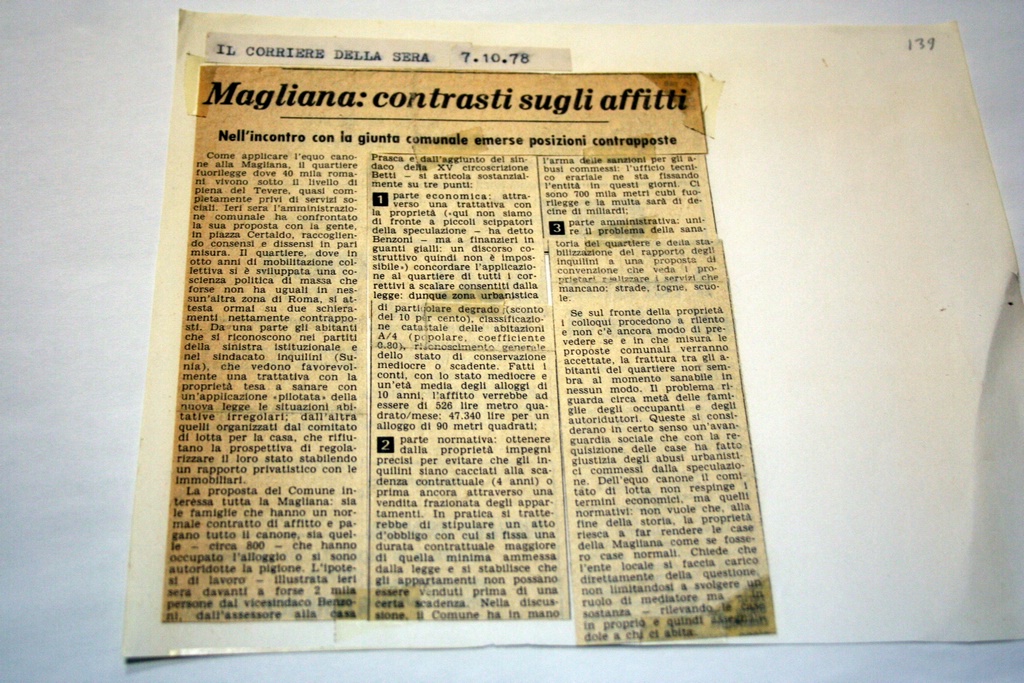 139
IL CORRIERE DELLA SERA 7.10.78
Magliana: contrasti sugli affitti
Nell'incontro con la giunta comunale emerse posizioni contrapposte
Come applicare l'equo cano-
ne alla Magliana, il quartiere
fuorilegge dove 40 mila roma-
ni vivono sotto il livello di
piena del Tevere, quasi com-
pletamente privi di servizi so-
ciali. Ieri sera l'amministrazio-
ne comunale ha confrontato
la sua proposta con la gente,
in piazza Certaldo, raccoglien-
do consensi e dissensi in pari
misura. Il quartiere, dove in
otto anni di mobilitazione col-
lettiva si è sviluppata una co-
scienza politica di massa che
forse non ha uguali in nes-
sun'altra zona di Roma, si at-
testa ormai su due schiera-
menti nettamente contrappo-
sti. Da una parte gli abitanti
che si riconoscono nei partiti
della sinistra istituzionale e
nel sindacato inquilini (Su-
nia), che vedono favorevol-
mente una trattativa con la
proprietà tesa a sanare con
un'applicazione «pilotata» della
nuova legge le situazioni abi-
tative irregolari; dall'altra
quelli organizzati dal comitato
di lotta per la casa, che rifiu-
tano la prospettiva di regola-
rizzare il loro stato stabilendo
un rapporto privatistico con le
immobiliari.
La proposta del Comune in-
teressa tutta la Magliana: sia
le famiglie che hanno un nor-
male contratto di affitto e pa-
gano tutto il canone, sia quel-
le — circa 800 — che hanno
occupato l'alloggio o si sono
autoridotte la pigione. L'ipote-
si di lavoro — illustrata ieri
sera davanti a forse 2 mila
persone dal vicesindaco Benzo-
ni, dall'assessore alla casa
Prasca e dall'aggiunto del sin-
daco della XV circoscrizione
Betti — si articola sostanzial-
mente su tre punti:
1 parte economica: attra-
verso una trattativa con
la proprietà («qui non siamo
di fronte a piccoli scippatori
della speculazione — ha detto
Benzoni — ma a finanzieri in
guanti gialli: un discorso co-
struttivo quindi non è impos-
sibile») concordare l'applicazio-
ne al quartiere di tutti i cor-
rettivi a scalare consentiti dalla
legge: dunque zona urbanistica
di particolare degrado (sconto
del 10 per cento), classificazio-
ne catastale delle abitazioni
A/4 (popolare, coefficiente
0.80), riconoscimento generale
dello stato di conservazione
mediocre o scadente. Fatti i
conti, con lo stato mediocre e
un'età media degli alloggi di
10 anni, l'affitto verrebbe ad
essere di 526 lire metro qua-
drato/mese: 47.340 lire per un
alloggio di 90 metri quadrati;
2 parte normativa: ottenere
dalla proprietà impegni
precisi per evitare che gli in-
quilini siano cacciati alla sca-
denza contrattuale (4 anni) o
prima ancora attraverso una
vendita frazionata degli appar-
tamenti. In pratica si tratte-
rebbe di stipulare un atto
d'obbligo con cui si fissa una
durata contrattuale maggiore
di quella minima ammessa
dalla legge e si stabilisce che
gli appartamenti non possano
essere venduti prima di una
certa scadenza. Nella discus-
sione, il Comune ha in mano
l'arma delle sanzioni per gli a-
busi commessi: l'ufficio tecni-
co erariale ne sta fissando
l'entità in questi giorni. Ci
sono 700 mila metri cubi fuo-
rilegge e la multa sarà di de-
cine di miliardi;
3 parte amministrativa: uni-
re il problema della sana-
toria del quartiere e della sta-
bilizzazione del rapporto degli
inquilini a una proposta di
convenzione che veda i pro-
prietari realizzare i servizi che
mancano: strade, fogne, scuo-
le.
Se sul fronte della proprietà
i colloqui procedono a rilento
e non c'è ancora modo di pre-
vedere se e in che misura le
proposte comunali verranno
accettate, la frattura tra gli a-
bitanti del quartiere non sem-
bra al momento sanabile in
nessun modo. Il problema ri-
guarda circa metà delle fami-
glie degli occupanti e degli
autoriduttori. Queste si consi-
derano in certo senso un'avan-
guardia sociale che con la re-
quisizione delle case ha fatto
giustizia degli abusi urbanisti-
ci commessi dalla speculazio-
ne. Dell'equo canone il comi-
tato di lotta non respinge i
termini economici, ma quelli
normativi: non vuole che, alla
fine della storia, la proprietà
riesca a far rendere le case
della Magliana come se fosse-
ro case normali. Chiede che
l'ente locale si faccia carico
direttamente della questione,
non limitandosi a svolgere un
ruolo di mediatore ma — in
sostanza — rilevando le case
in proprio e quindi
dole a chi ci abita.